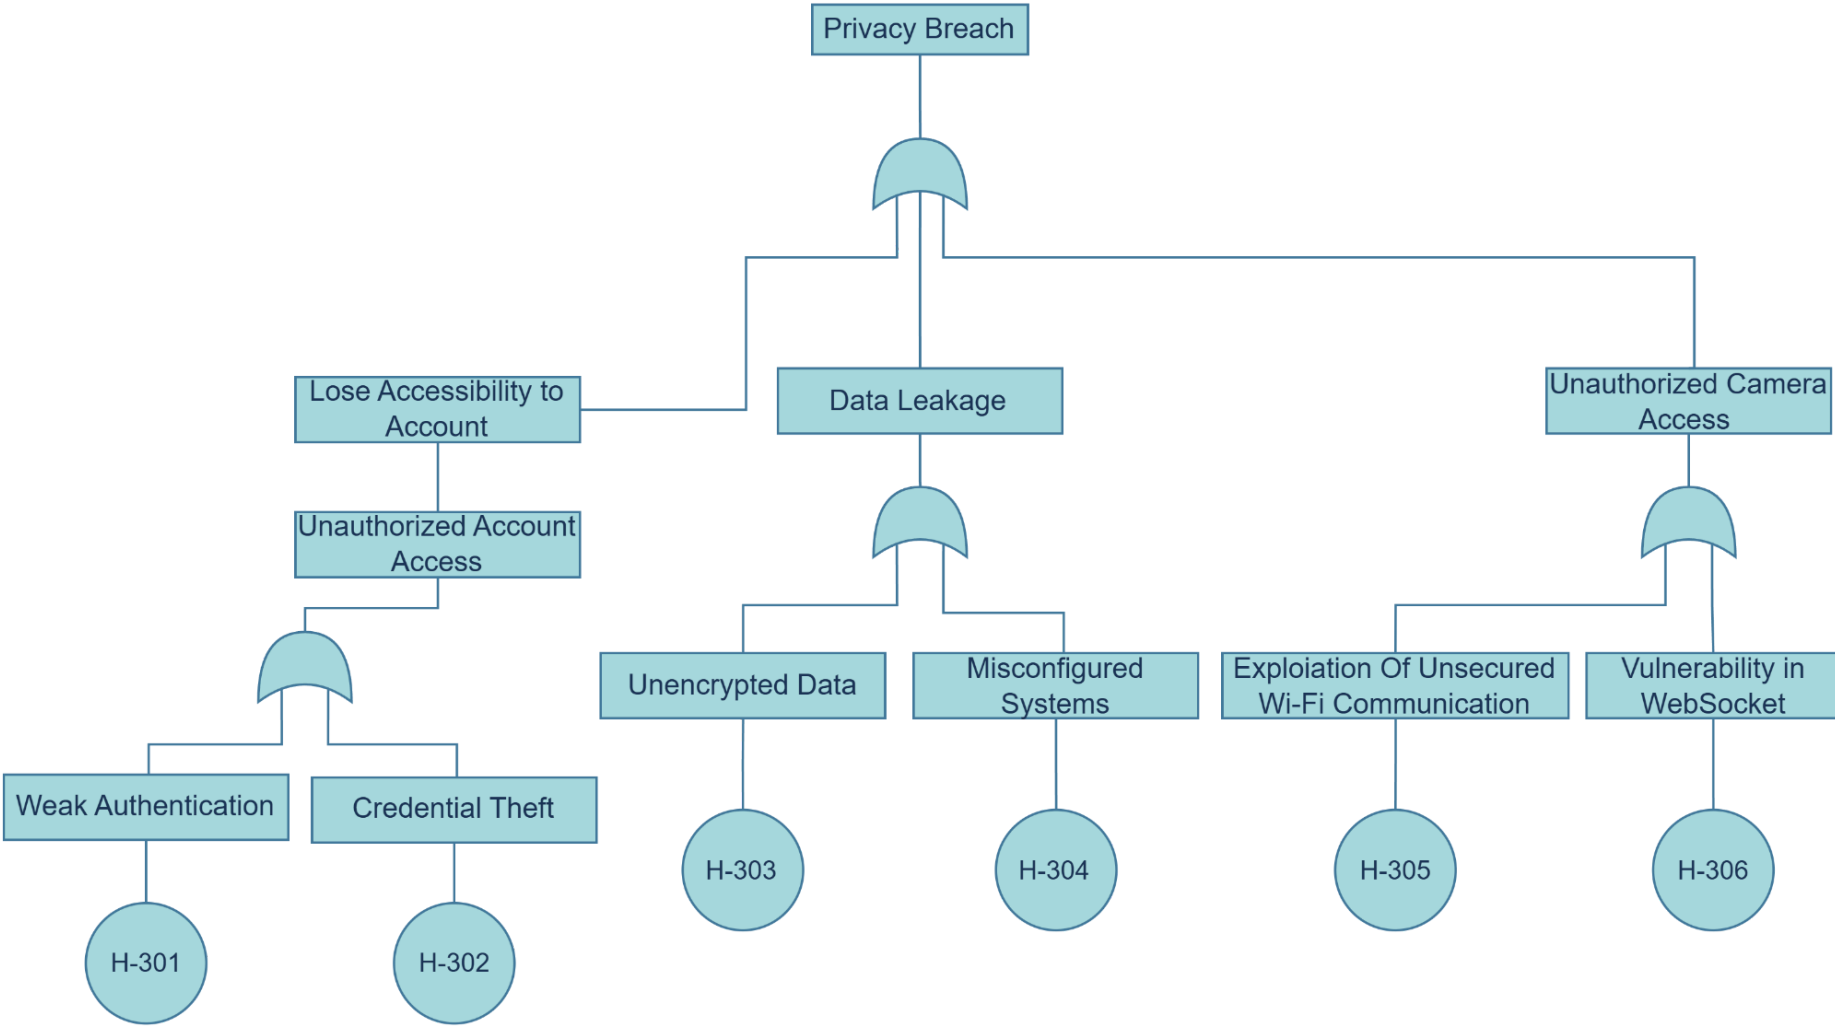 Privacy Breach
Lose Accessibility to
Account
Data Leakage
Unauthorized Camera
Access
Unauthorized Account
Access
Unencrypted Data
Misconfigured
Systems
Exploiation Of Unsecured
Wi-Fi Communication
Vulnerability in
WebSocket
Weak Authentication
Credential Theft
H-303
H-304
H-305
H-306
H-301
H-302